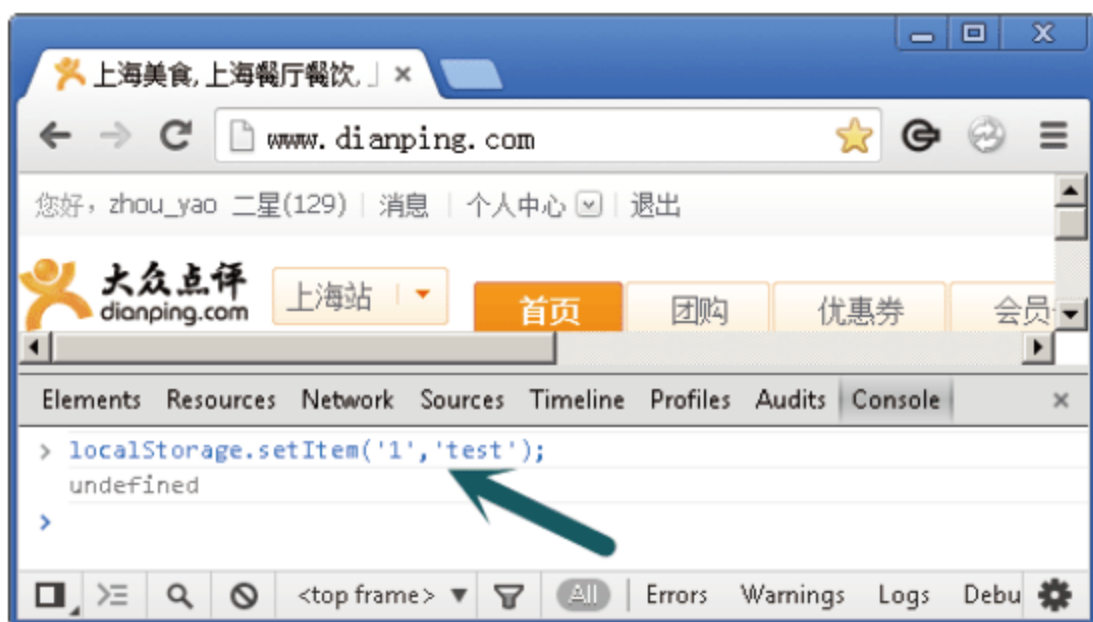 上海美食, 上海餐厅餐饮,
www.dianping.com
您好，zhou_yao 二星(129) | 消息 | 个人中心 | 退出
大众点评
dianping.com
上海站 首页 团购 优惠券 会员
Elements Resources Network Sources Timeline Profiles Audits Console ×
> localStorage.setItem('1','test');
undefined
>
<top frame> ▼ All | Errors Warnings Logs Debu